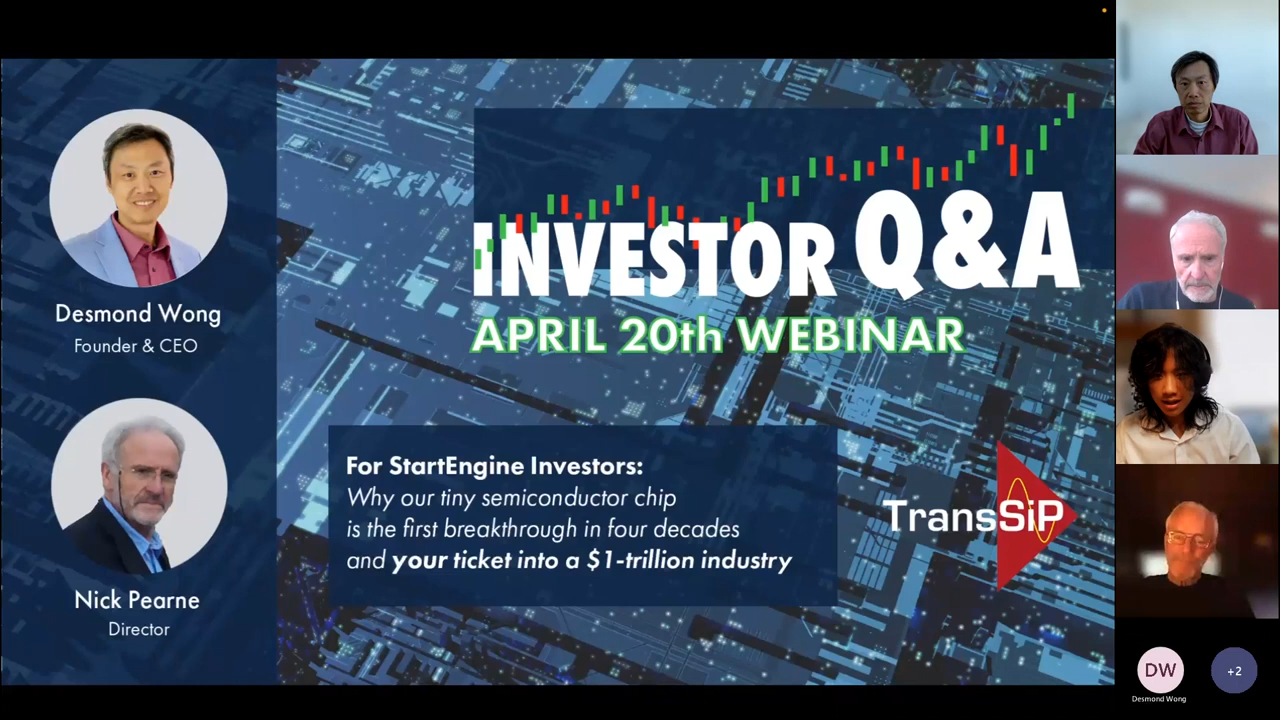 Desmond Wong
Founder & CEO
Nick Pearne
Director
INVESTOR Q&A
APRIL 20th WEBINAR
For StartEngine Investors:
Why our tiny semiconductor chip
is the first breakthrough in four decades
and your ticket into a $1-trillion industry
TransSiP
DW
Desmond Wong
+2